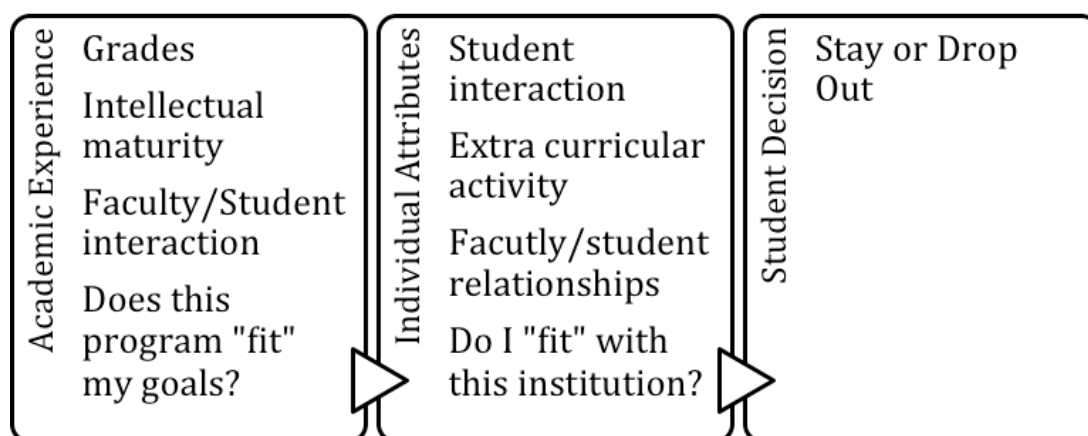 Academic Experience
Grades
Intellectual
maturity
Faculty/Student
interaction
Does this
program "fit"
my goals?
Individual Attributes
Student
interaction
Extra curricular
activity
Facutly/student
relationships
Do I "fit" with
this institution?
Student Decision
Stay or Drop
Out